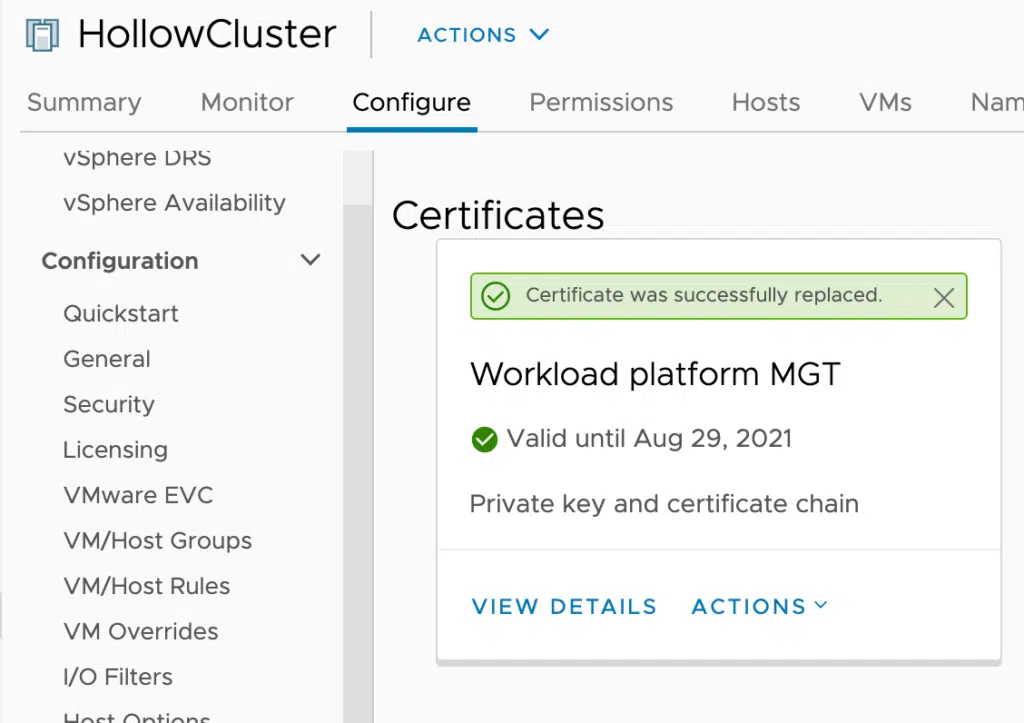 HollowCluster
ACTIONS
Summary Monitor Configure Permissions Hosts VMs Nam
vSphere DRS
vSphere Availability
Configuration
Quickstart
General
Security
Licensing
VMware EVC
VM/Host Groups
VM/Host Rules
VM Overrides
I/O Filters
Host Options
Certificates
Certificate was successfully replaced.
Workload platform MGT
Valid until Aug 29, 2021
Private key and certificate chain
VIEW DETAILS ACTIONS